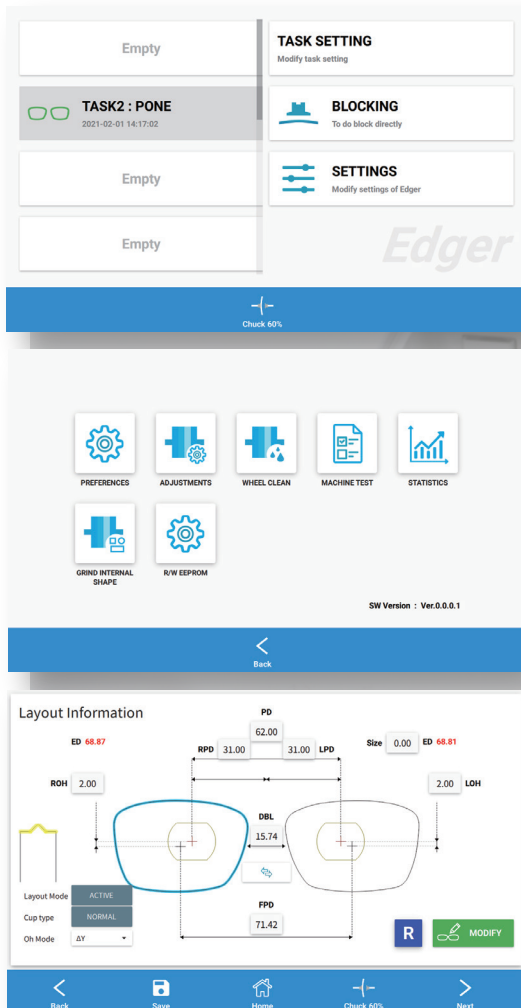 Empty
TASK SETTING
Modify task setting
TASK2 : PONE
2021-02-01 14:17:02
BLOCKING
To do block directly
Empty
SETTINGS
Modify settings of Edger
Empty
Edger
Chuck 60%
PREFERENCES
ADJUSTMENTS
WHEEL CLEAN
MACHINE TEST
STATISTICS
GRIND INTERNAL
SHAPE
R/W EEPROM
SW Version : Ver.0.0.0.1
Back
Layout Information
PD
62.00
ED 68.87
RPD 31.00
31.00 LPD
Size 0.00 ED 68.81
ROH 2.00
2.00 LOH
DBL
15.74
Layout Mode ACTIVE
Cup type NORMAL
Oh Mode ΔY
FPD
71.42
R
MODIFY
Back
Save
Home
Chuck 60%
Next